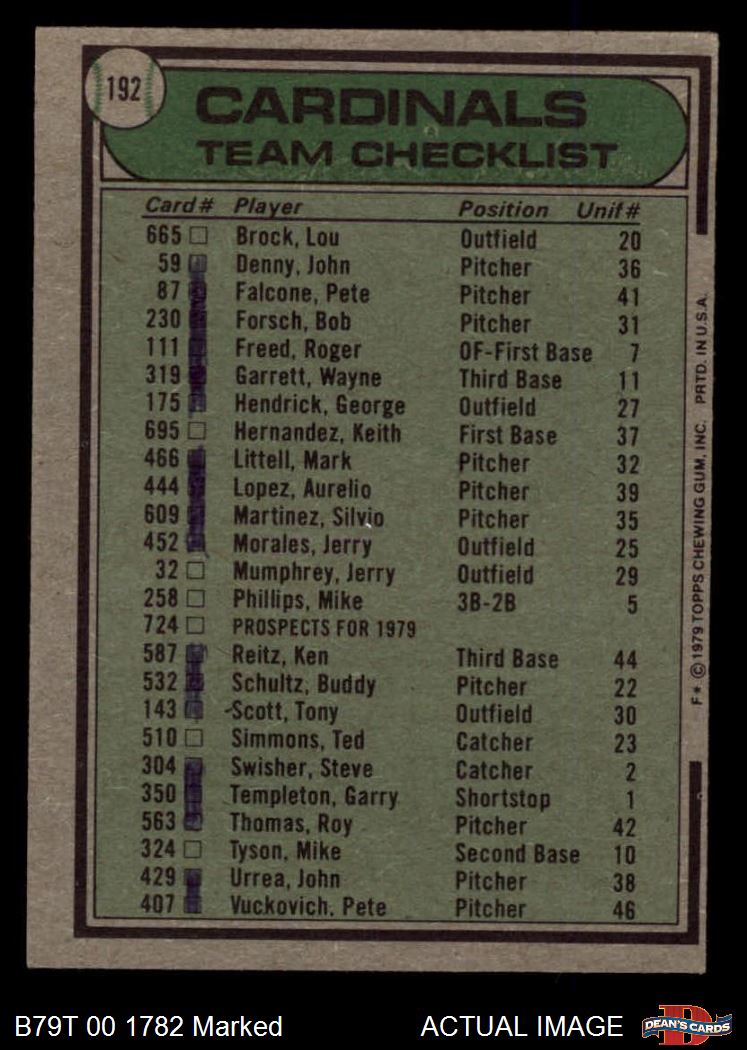 192
CARDINALS
TEAM CHECKLIST
Card# Player Position Unif#
665 Brock, Lou Outfield 20
59 Denny, John Pitcher 36
87 Falcone, Pete Pitcher 41
230 Forsch, Bob Pitcher 31
111 Freed, Roger OF-First Base 7
319 Garrett, Wayne Third Base 11
175 Hendrick, George Outfield 27
695 Hernandez, Keith First Base 37
466 Littell, Mark Pitcher 32
444 Lopez, Aurelio Pitcher 39
609 Martinez, Silvio Pitcher 35
452 Morales, Jerry Outfield 25
32 Mumphrey, Jerry Outfield 29
258 Phillips, Mike 3B-2B 5
724 PROSPECTS FOR 1979
587 Reitz, Ken Third Base 44
532 Schultz, Buddy Pitcher 22
143 Scott, Tony Outfield 30
510 Simmons, Ted Catcher 23
304 Swisher, Steve Catcher 2
350 Templeton, Garry Shortstop 1
563 Thomas, Roy Pitcher 42
324 Tyson, Mike Second Base 10
429 Urrea, John Pitcher 38
407 Vuckovich, Pete Pitcher 46
F* ©1979 TOPPS CHEWING GUM, INC. PRTD. IN U.S.A.
B79T 00 1782 Marked ACTUAL IMAGE
DEAN'S CARDS